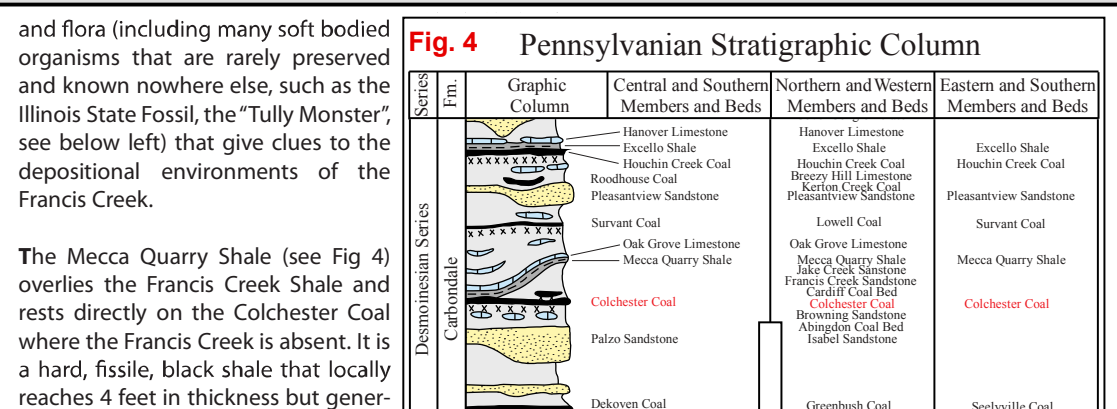 and flora (including many soft bodied
organisms that are rarely preserved
and known nowhere else, such as the
Illinois State Fossil, the “Tully Monster”,
see below left) that give clues to the
depositional environments of the
Francis Creek.
The Mecca Quarry Shale (see Fig 4)
overlies the Francis Creek Shale and
rests directly on the Colchester Coal
where the Francis Creek is absent. It is
a hard, fissile, black shale that locally
reaches 4 feet in thickness but gener-
Fig. 4 Pennsylvanian Stratigraphic Column
Series
Fm.
Graphic
Column
Central and Southern
Members and Beds
Northern and Western
Members and Beds
Eastern and Southern
Members and Beds
Desmoinesian Series
Carbondale
Hanover Limestone
Excello Shale
Houchin Creek Coal
Roodhouse Coal
Pleasantview Sandstone
Survant Coal
Oak Grove Limestone
Mecca Quarry Shale
Colchester Coal
Palzo Sandstone
Dekoven Coal
Hanover Limestone
Excello Shale
Houchin Creek Coal
Breezy Hill Limestone
Kerton Creek Coal
Pleasantview Sandstone
Lowell Coal
Oak Grove Limestone
Mecca Quarry Shale
Jake Creek Sanstone
Francis Creek Sandstone
Cardiff Coal Bed
Colchester Coal
Browning Sandstone
Abingdon Coal Bed
Isabel Sandstone
Greenbush Coal
Excello Shale
Houchin Creek Coal
Pleasantview Sandstone
Survant Coal
Mecca Quarry Shale
Colchester Coal
Seelyville Coal